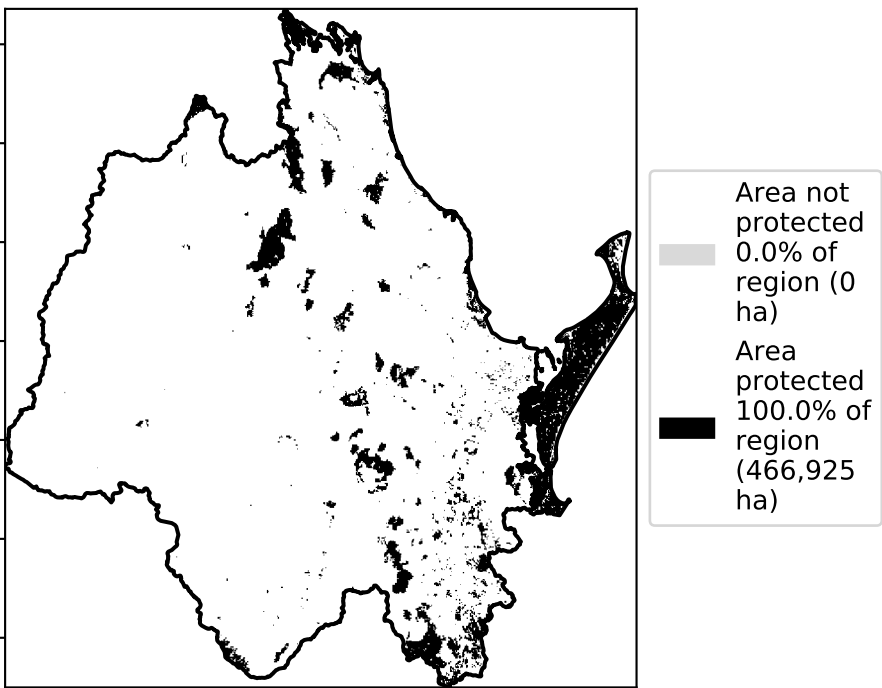 Area not
protected
0.0% of
region (0
ha)
Area
protected
100.0% of
region
(466,925
ha)